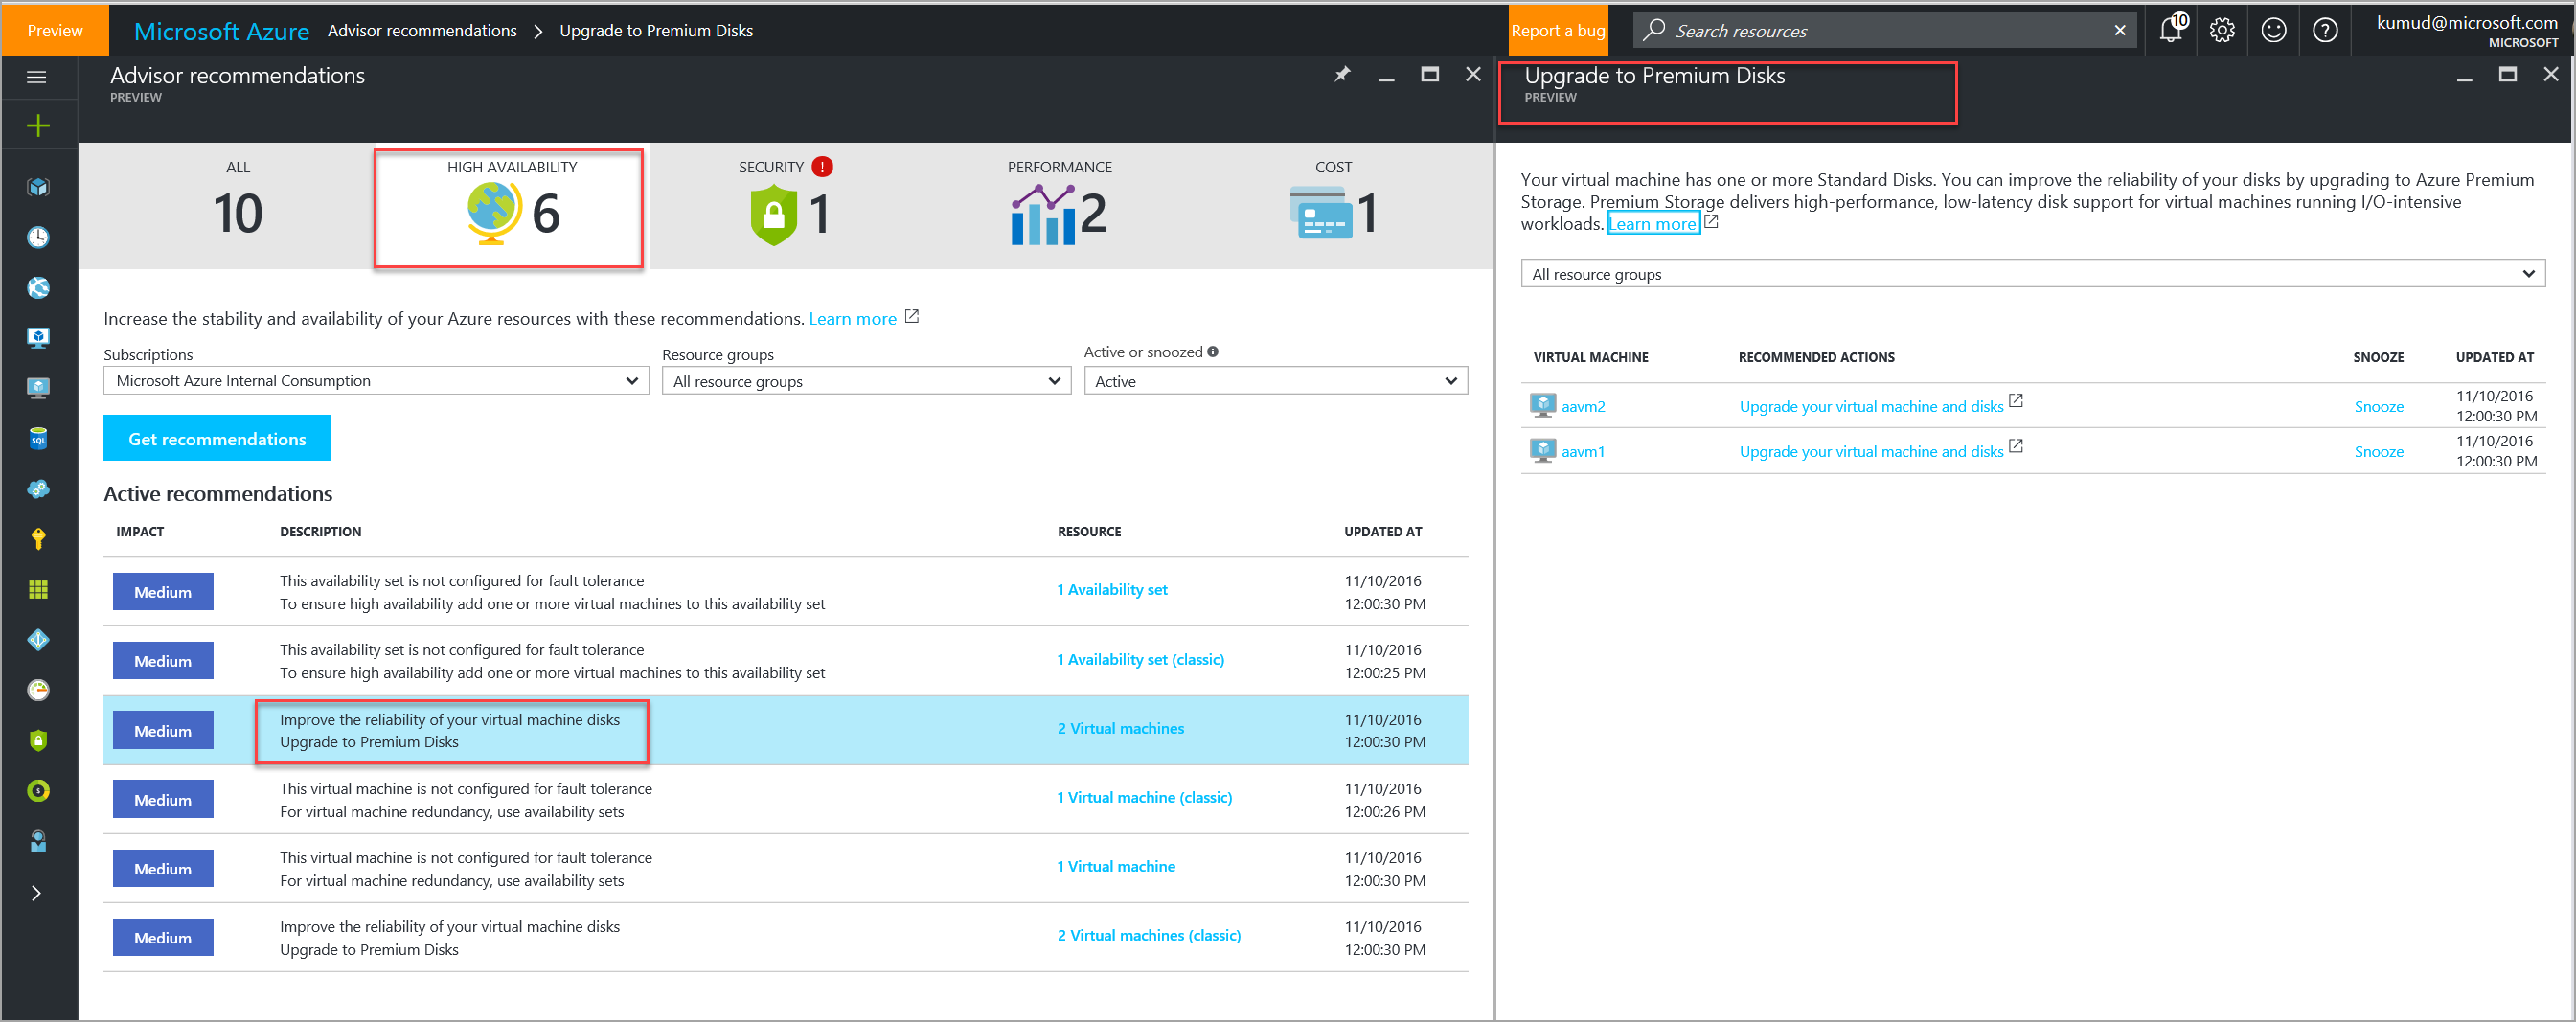 Preview
Microsoft Azure Advisor recommendations > Upgrade to Premium Disks
Report a bug
Search resources
10
kumud@microsoft.com
MICROSOFT
Advisor recommendations
PREVIEW
ALL
10
HIGH AVAILABILITY
6
SECURITY !
1
PERFORMANCE
2
COST
1
Increase the stability and availability of your Azure resources with these recommendations. Learn more
Subscriptions
Microsoft Azure Internal Consumption
Resource groups
All resource groups
Active or snoozed
Active
Get recommendations
Active recommendations
IMPACT DESCRIPTION RESOURCE UPDATED AT
Medium
This availability set is not configured for fault tolerance
To ensure high availability add one or more virtual machines to this availability set
1 Availability set
11/10/2016
12:00:30 PM
Medium
This availability set is not configured for fault tolerance
To ensure high availability add one or more virtual machines to this availability set
1 Availability set (classic)
11/10/2016
12:00:25 PM
Medium
Improve the reliability of your virtual machine disks
Upgrade to Premium Disks
2 Virtual machines
11/10/2016
12:00:30 PM
Medium
This virtual machine is not configured for fault tolerance
For virtual machine redundancy, use availability sets
1 Virtual machine (classic)
11/10/2016
12:00:26 PM
Medium
This virtual machine is not configured for fault tolerance
For virtual machine redundancy, use availability sets
1 Virtual machine
11/10/2016
12:00:30 PM
Medium
Improve the reliability of your virtual machine disks
Upgrade to Premium Disks
2 Virtual machines (classic)
11/10/2016
12:00:30 PM
Upgrade to Premium Disks
PREVIEW
Your virtual machine has one or more Standard Disks. You can improve the reliability of your disks by upgrading to Azure Premium
Storage. Premium Storage delivers high-performance, low-latency disk support for virtual machines running I/O-intensive
workloads. Learn more
All resource groups
VIRTUAL MACHINE RECOMMENDED ACTIONS SNOOZE UPDATED AT
aavm2 Upgrade your virtual machine and disks Snooze
11/10/2016
12:00:30 PM
aavm1 Upgrade your virtual machine and disks Snooze
11/10/2016
12:00:30 PM
SQL